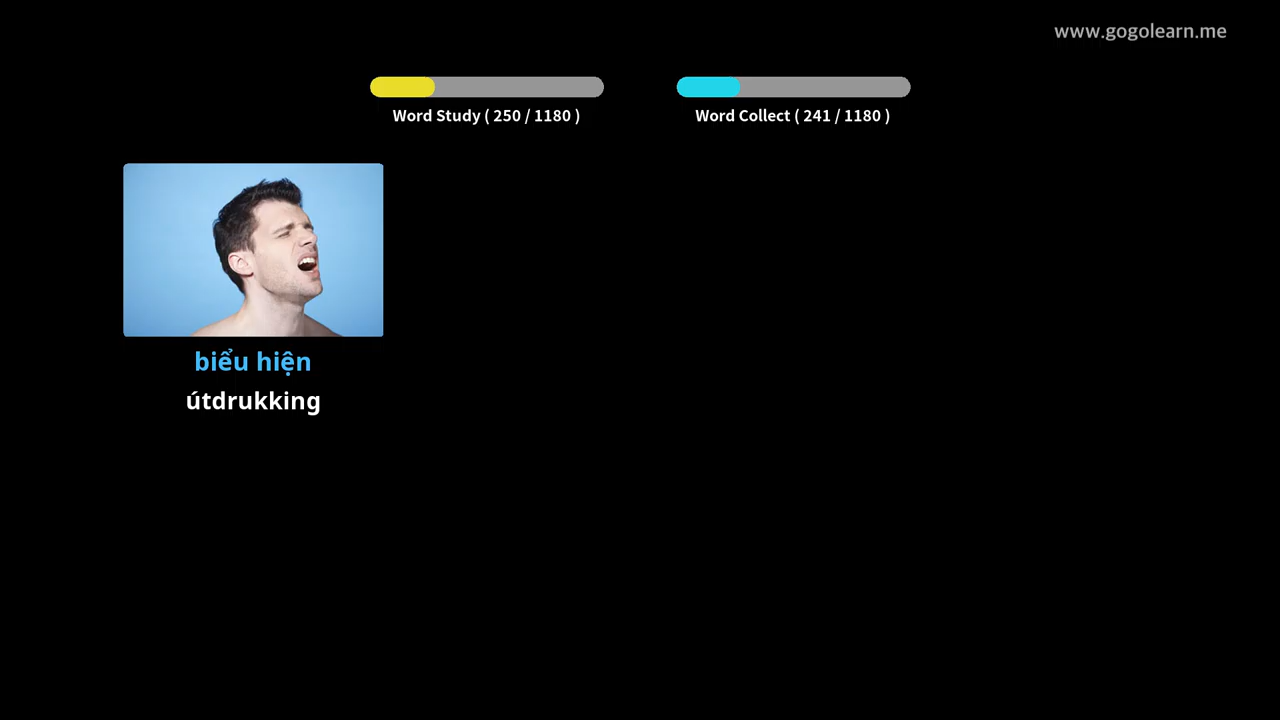 www.gogolearn.me
Word Study ( 250 / 1180 )
Word Collect ( 241 / 1180 )
biểu hiện
útdrukking